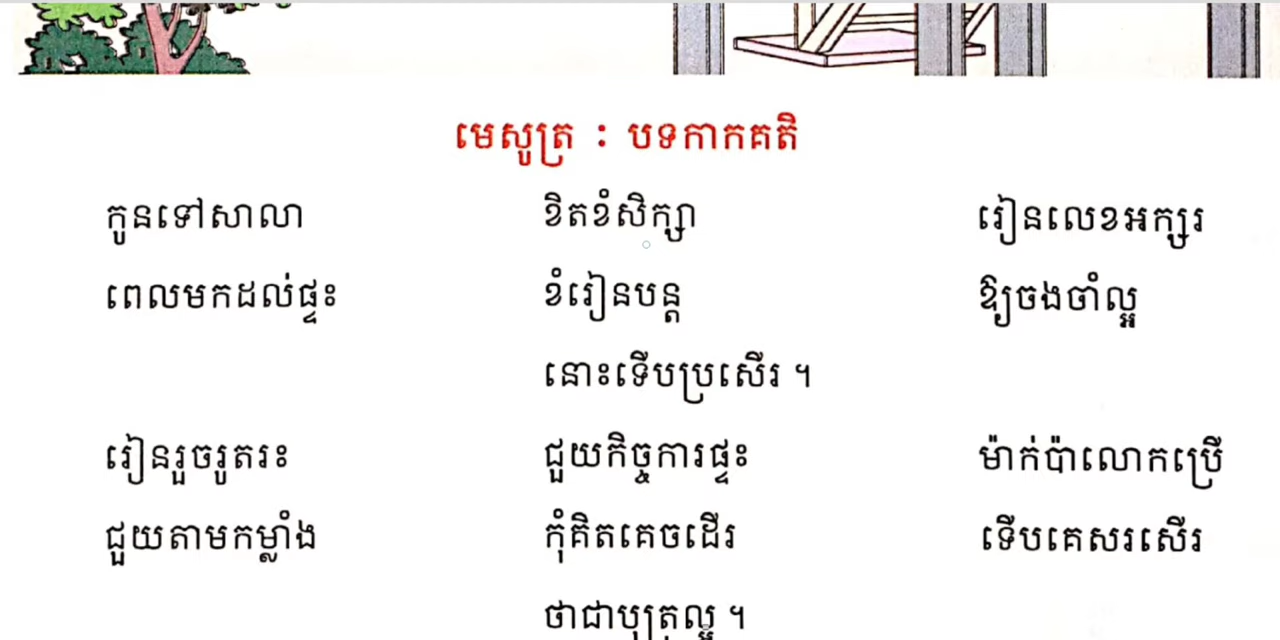 មេសូត្រ : បទកាកគតិ
កូនទៅសាលា ខិតខំសិក្សា រៀនលេខអក្សរ
ពេលមកដល់ផ្ទះ ខំរៀនបន្ត ឱ្យចងចាំល្អ
នោះទើបប្រសើរ ។
រៀនរួចរូតរះ ជួយកិច្ចការផ្ទះ ម៉ាក់ប៉ាលោកប្រើ
ជួយតាមកម្លាំង កុំគិតគេចដើរ ទើបគេសរសើរ
ថាជាបុត្រល្អ ។